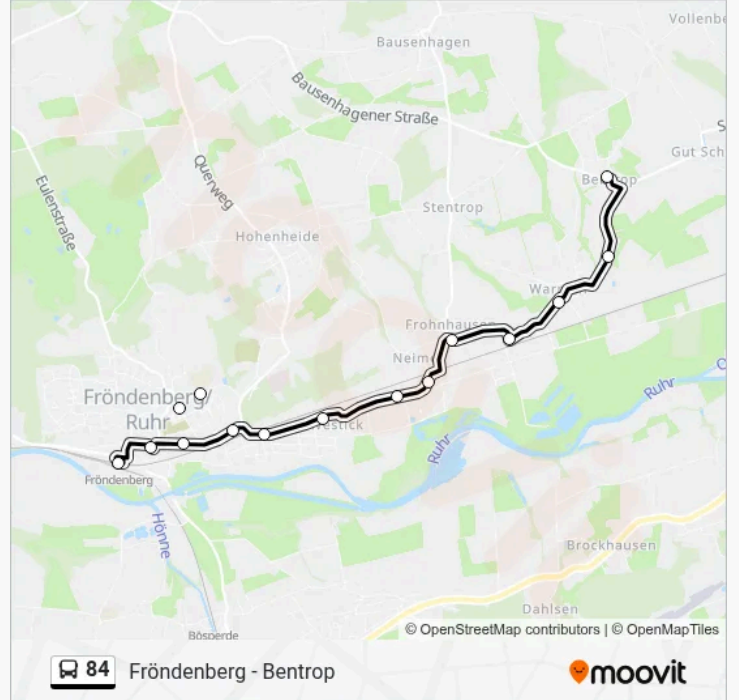 Vollenbe
Bausenhagen
Bausenhagener Straße
Gut Sch
Eulenstraße
Querweg
Stentrop
Hohenheide
Frohnhausen
Neim
Fröndenberg/
Ruhr
Ruhr
Ruhr
Fröndenberg
Hönne
Brockhausen
Dahlsen
Bösperde
© OpenStreetMap contributors | © OpenMapTiles
84 Fröndenberg - Bentrop
moovit